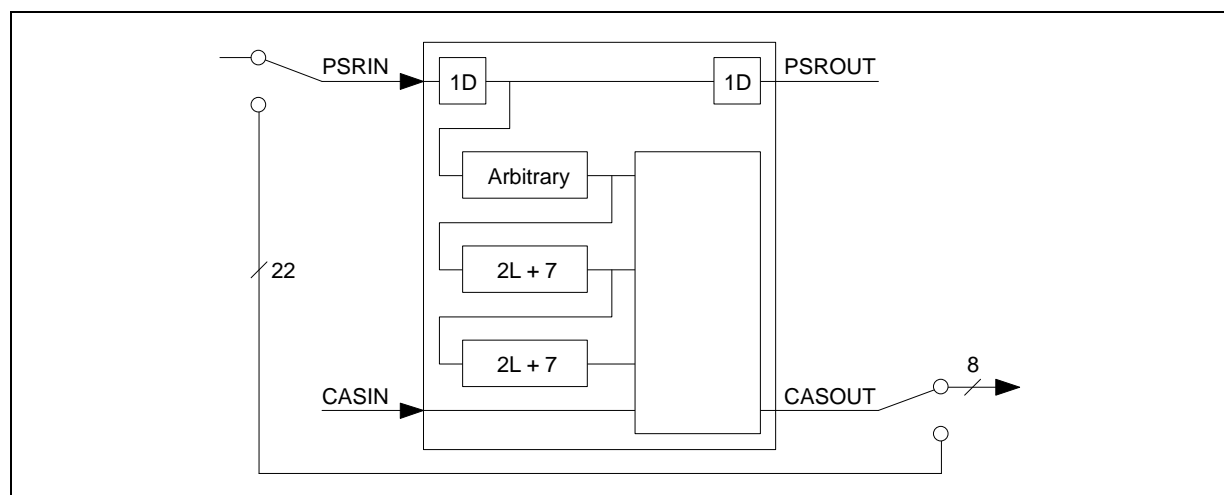 PSRIN
1D
1D
PSROUT
Arbitrary
22
2L + 7
2L + 7
8
CASIN
CASOUT